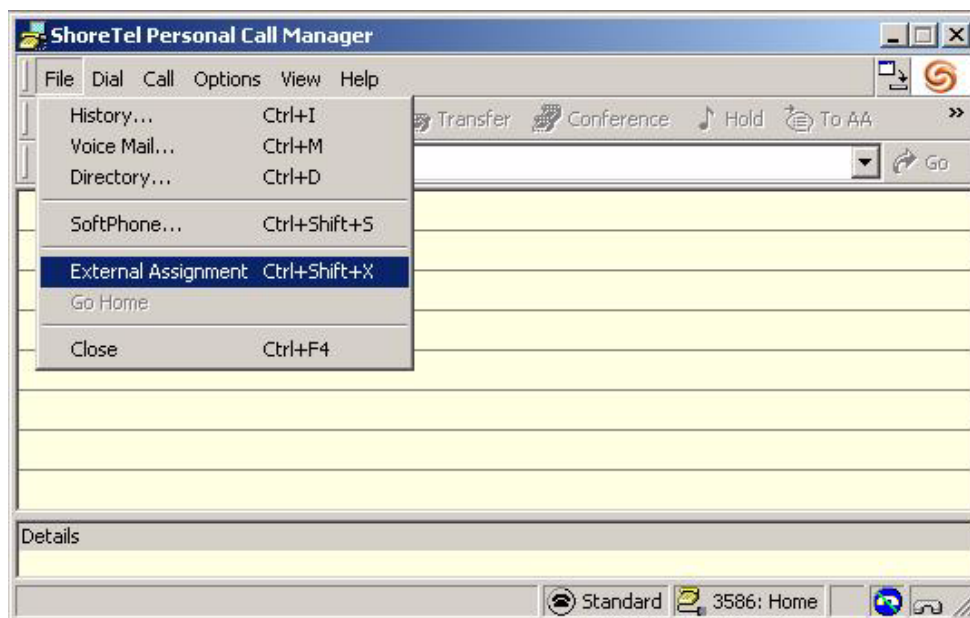 ShoreTel Personal Call Manager
File Dial Call Options View Help
History... Ctrl+I
Transfer Conference Hold To AA »
Voice Mail... Ctrl+M
Go
Directory... Ctrl+D
SoftPhone... Ctrl+Shift+S
External Assignment Ctrl+Shift+X
Go Home
Close Ctrl+F4
Details
Standard 3586: Home